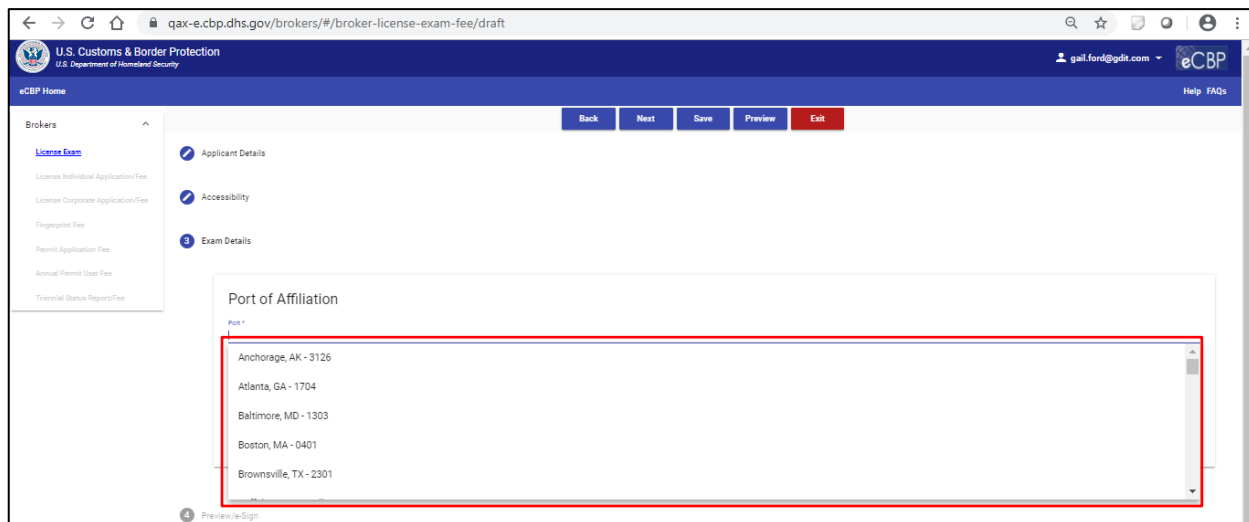 qax-e.cbp.dhs.gov/brokers/#/broker-license-exam-fee/draft
U.S. Customs & Border Protection
U.S. Department of Homeland Security
gail.ford@gdit.com
eCBP
eCBP Home
Help FAQs
Brokers
Back Next Save Preview Exit
License Exam
Applicant Details
License Individual Application/Fee
License Corporate Application/Fee
Accessibility
Fingerprint Fee
3 Exam Details
Permit Application Fee
Annual Permit User Fee
Triennial Status Report/Fee
Port of Affiliation
Port *
Anchorage, AK - 3126
Atlanta, GA - 1704
Baltimore, MD - 1303
Boston, MA - 0401
Brownsville, TX - 2301
4 Preview/e-Sign